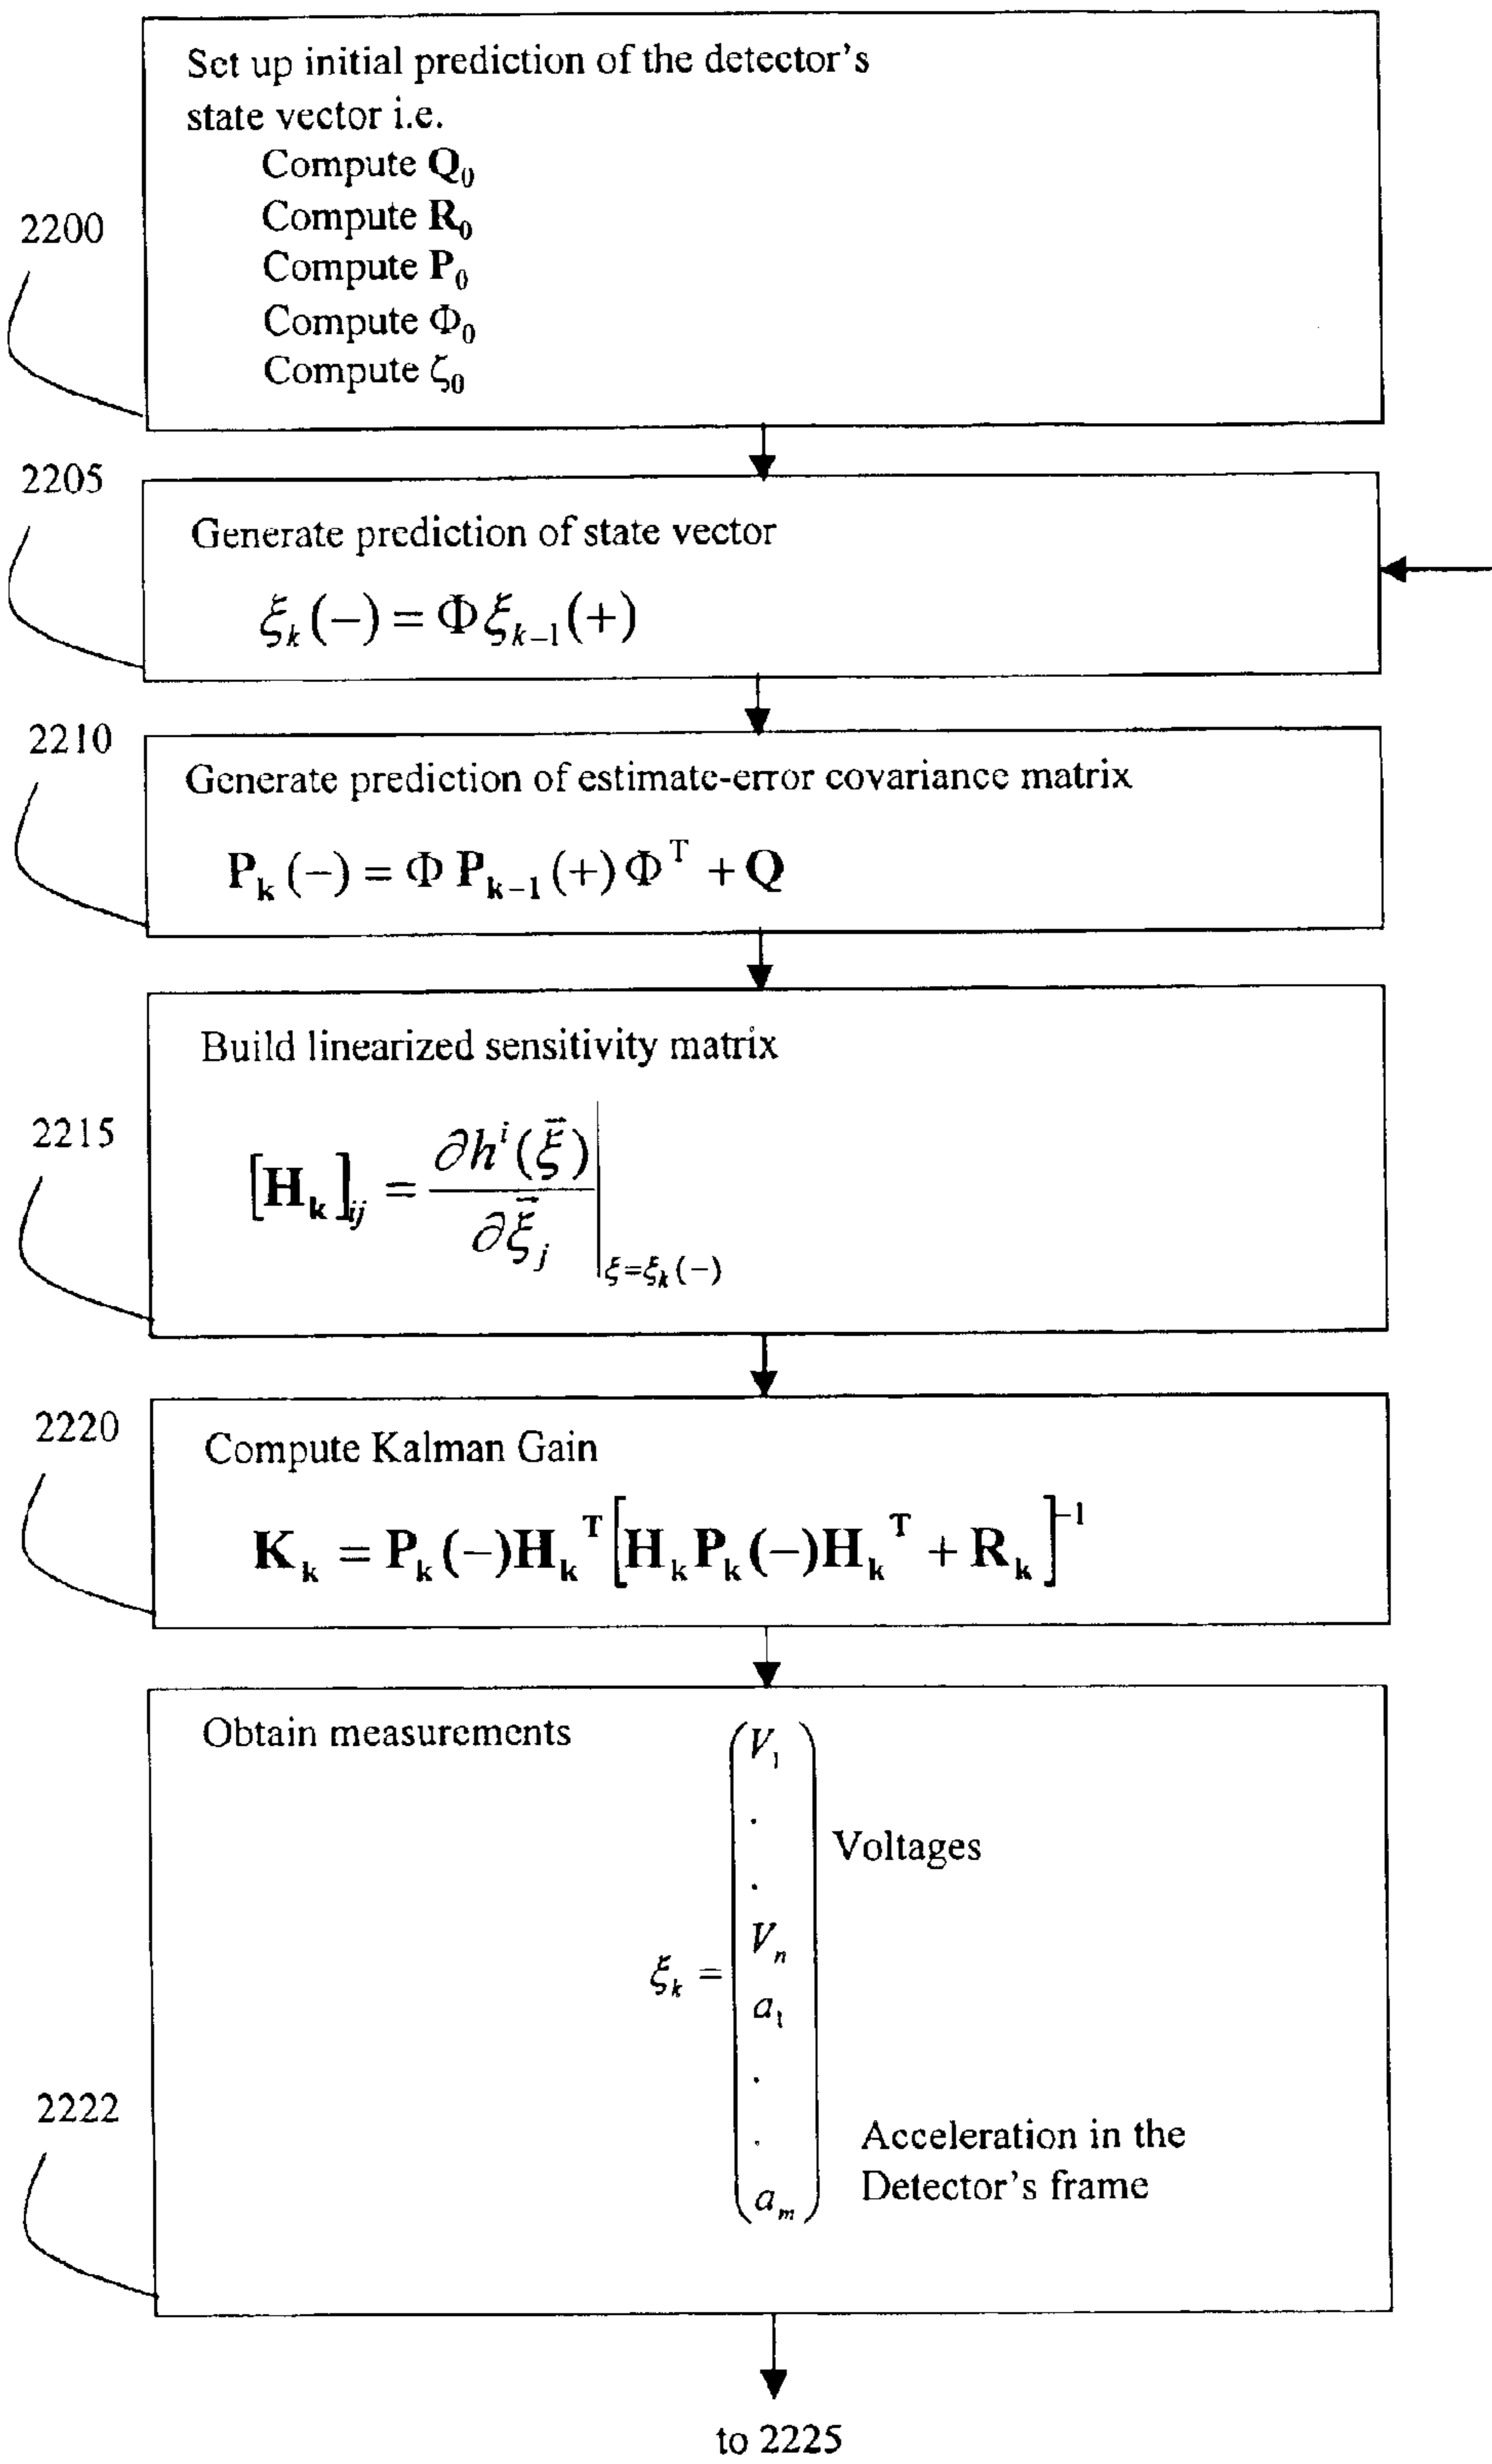 Set up initial prediction of the detector's
state vector i.e.
Compute Q₀
Compute R₀
2200
Compute P₀
Compute Φ₀
Compute ζ₀
2205
Generate prediction of state vector
ξₖ(−) = Φ ξₖ₋₁(+)
2210
Generate prediction of estimate-error covariance matrix
Pₖ(−) = Φ Pₖ₋₁(+) Φᵀ + Q
Build linearized sensitivity matrix
2215
[Hₖ]ᵢⱼ = ∂hⁱ(ξ̄) / ∂ξ̄ⱼ |ξ=ξₖ(−)
2220
Compute Kalman Gain
Kₖ = Pₖ(−)Hₖᵀ[HₖPₖ(−)Hₖᵀ + Rₖ]⁻¹
Obtain measurements
V₁
.
Voltages
.
Vₙ
ξₖ =
a₁
.
2222
.
Acceleration in the
Detector's frame
aₘ
to 2225